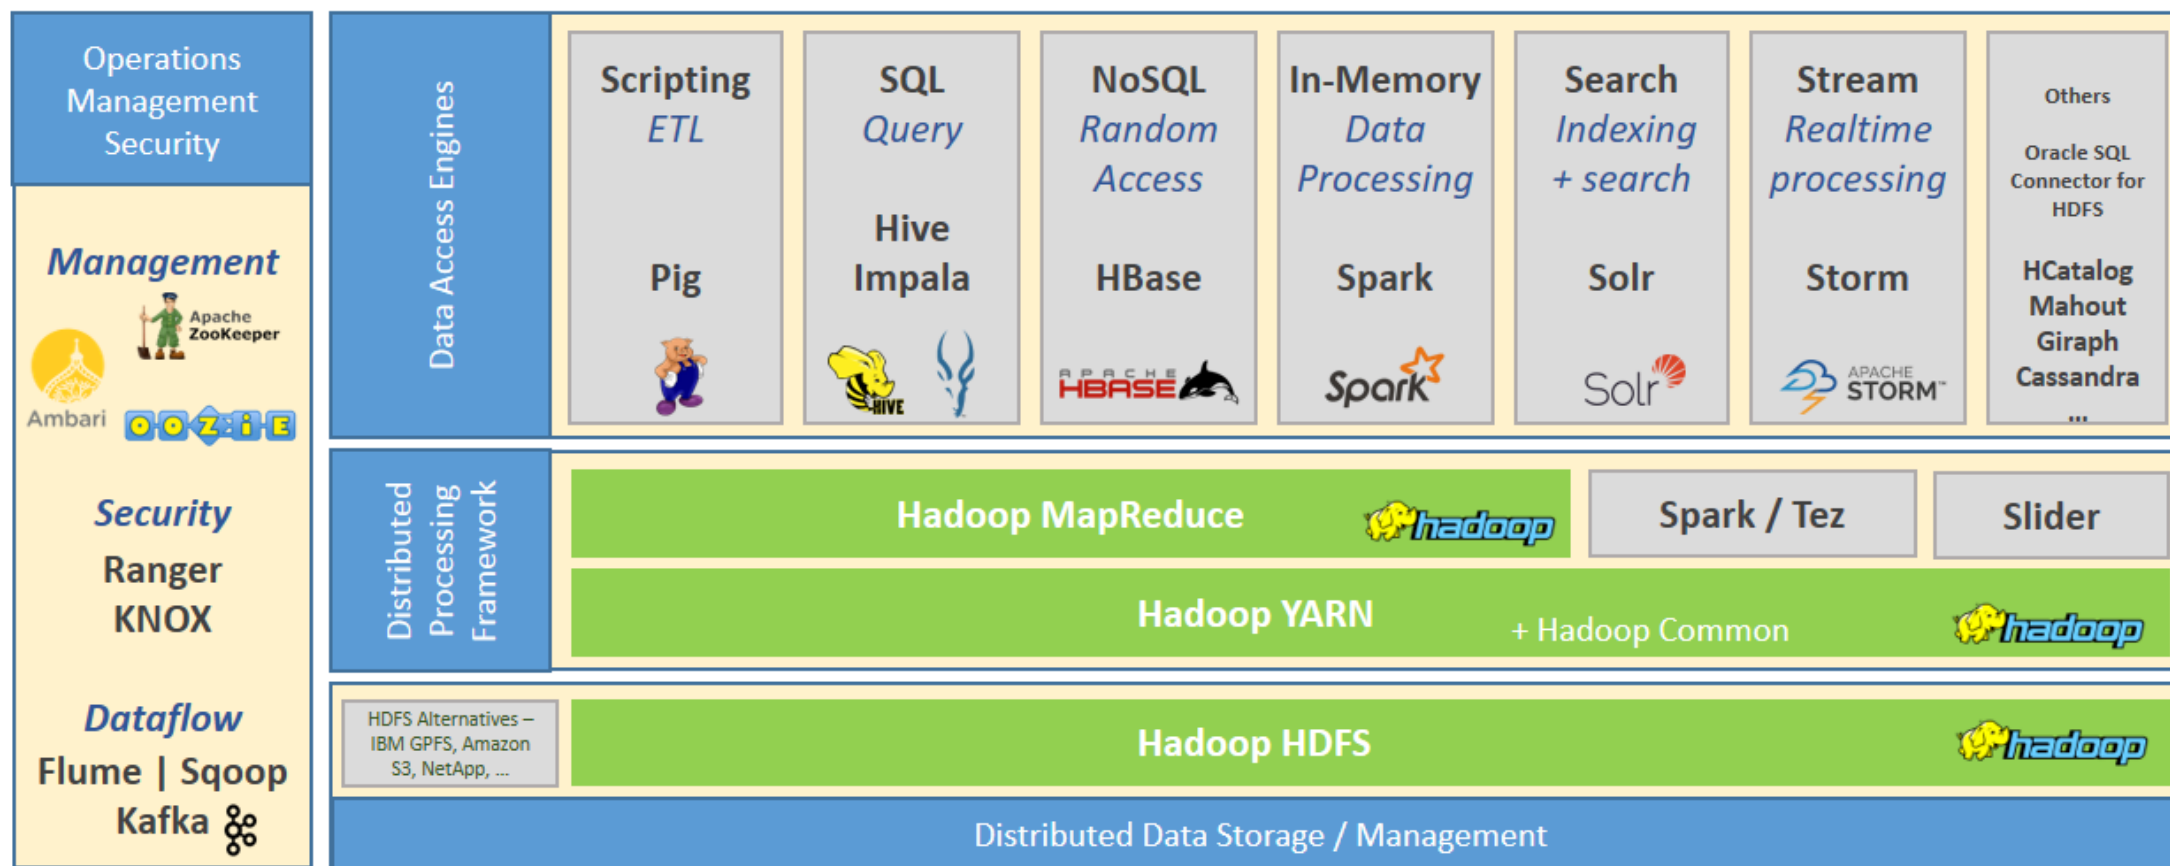 Operations
Management
Security
Management
Apache
ZooKeeper
Ambari
OOZiE
Security
Ranger
KNOX
Dataflow
Flume | Sqoop
Kafka
Data Access Engines
Scripting
ETL
Pig
SQL
Query
Hive
Impala
HIVE
NoSQL
Random
Access
HBase
APACHE
HBASE
In-Memory
Data
Processing
Spark
Spark
Search
Indexing
+ search
Solr
Solr
Stream
Realtime
processing
Storm
APACHE
STORM™
Others
Oracle SQL
Connector for
HDFS
HCatalog
Mahout
Giraph
Cassandra
...
Distributed
Processing
Framework
Hadoop MapReduce
hadoop
Spark / Tez
Slider
Hadoop YARN
+ Hadoop Common
hadoop
HDFS Alternatives –
IBM GPFS, Amazon
S3, NetApp, ...
Hadoop HDFS
hadoop
Distributed Data Storage / Management